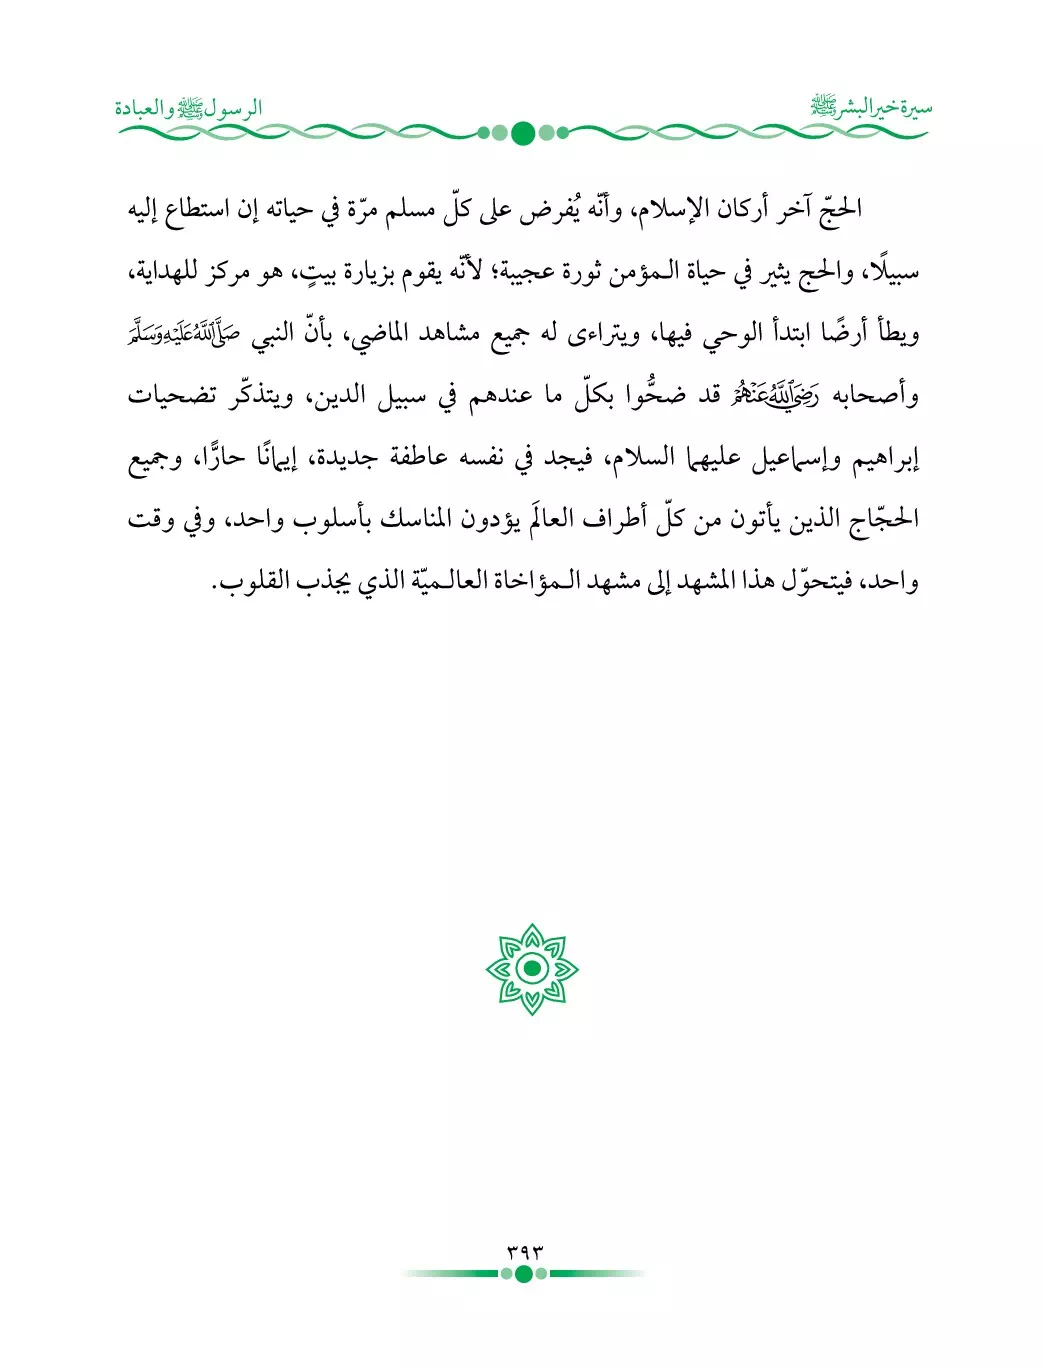 سيرة خير البشر ﷺ
الرسول ﷺ والعبادة
الحجّ آخر أركان الإسلام، وأنّه يُفرض على كلّ مسلم مرّة في حياته إن استطاع إليه
سبيلًا، والحج يثير في حياة الـمؤمن ثورة عجيبة؛ لأنّه يقوم بزيارة بيتٍ، هو مركز للهداية،
ويطأ أرضًا ابتدأ الوحي فيها، ويتراءى له جميع مشاهد الماضي، بأنّ النبي صَلَّى اللَّهُ عَلَيْهِ وَسَلَّمَ
وأصحابه رَضِيَ اللَّهُ عَنْهُمْ قد ضحُّوا بكلّ ما عندهم في سبيل الدين، ويتذكّر تضحيات
إبراهيم وإسماعيل عليهما السلام، فيجد في نفسه عاطفة جديدة، إيمانًا حارًّا، وجميع
الحجّاج الذين يأتون من كلّ أطراف العالَم يؤدون المناسك بأسلوب واحد، وفي وقت
واحد، فيتحوّل هذا المشهد إلى مشهد الـمؤاخاة العالـميّة الذي يجذب القلوب.
٣٩٣